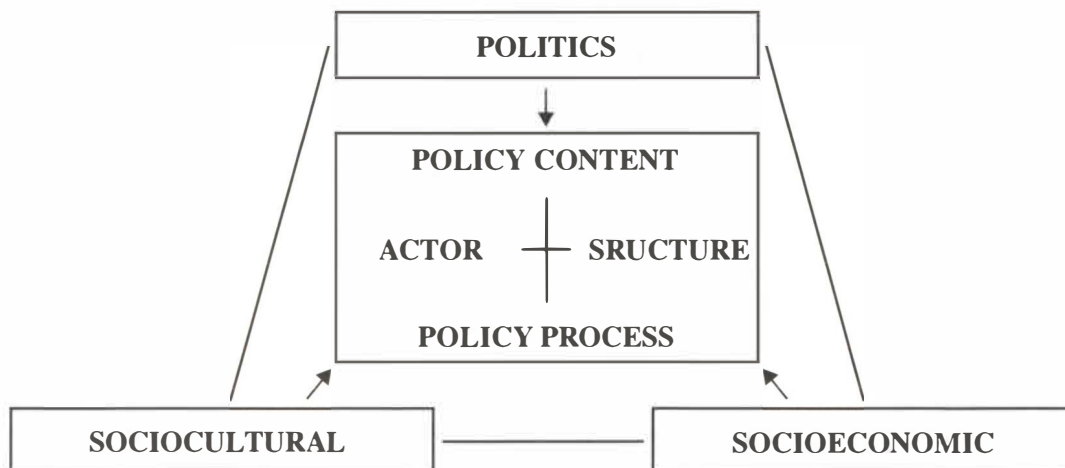 POLITICS
POLICY CONTENT
ACTOR SRUCTURE
POLICY PROCESS
SOCIOCULTURAL SOCIOECONOMIC